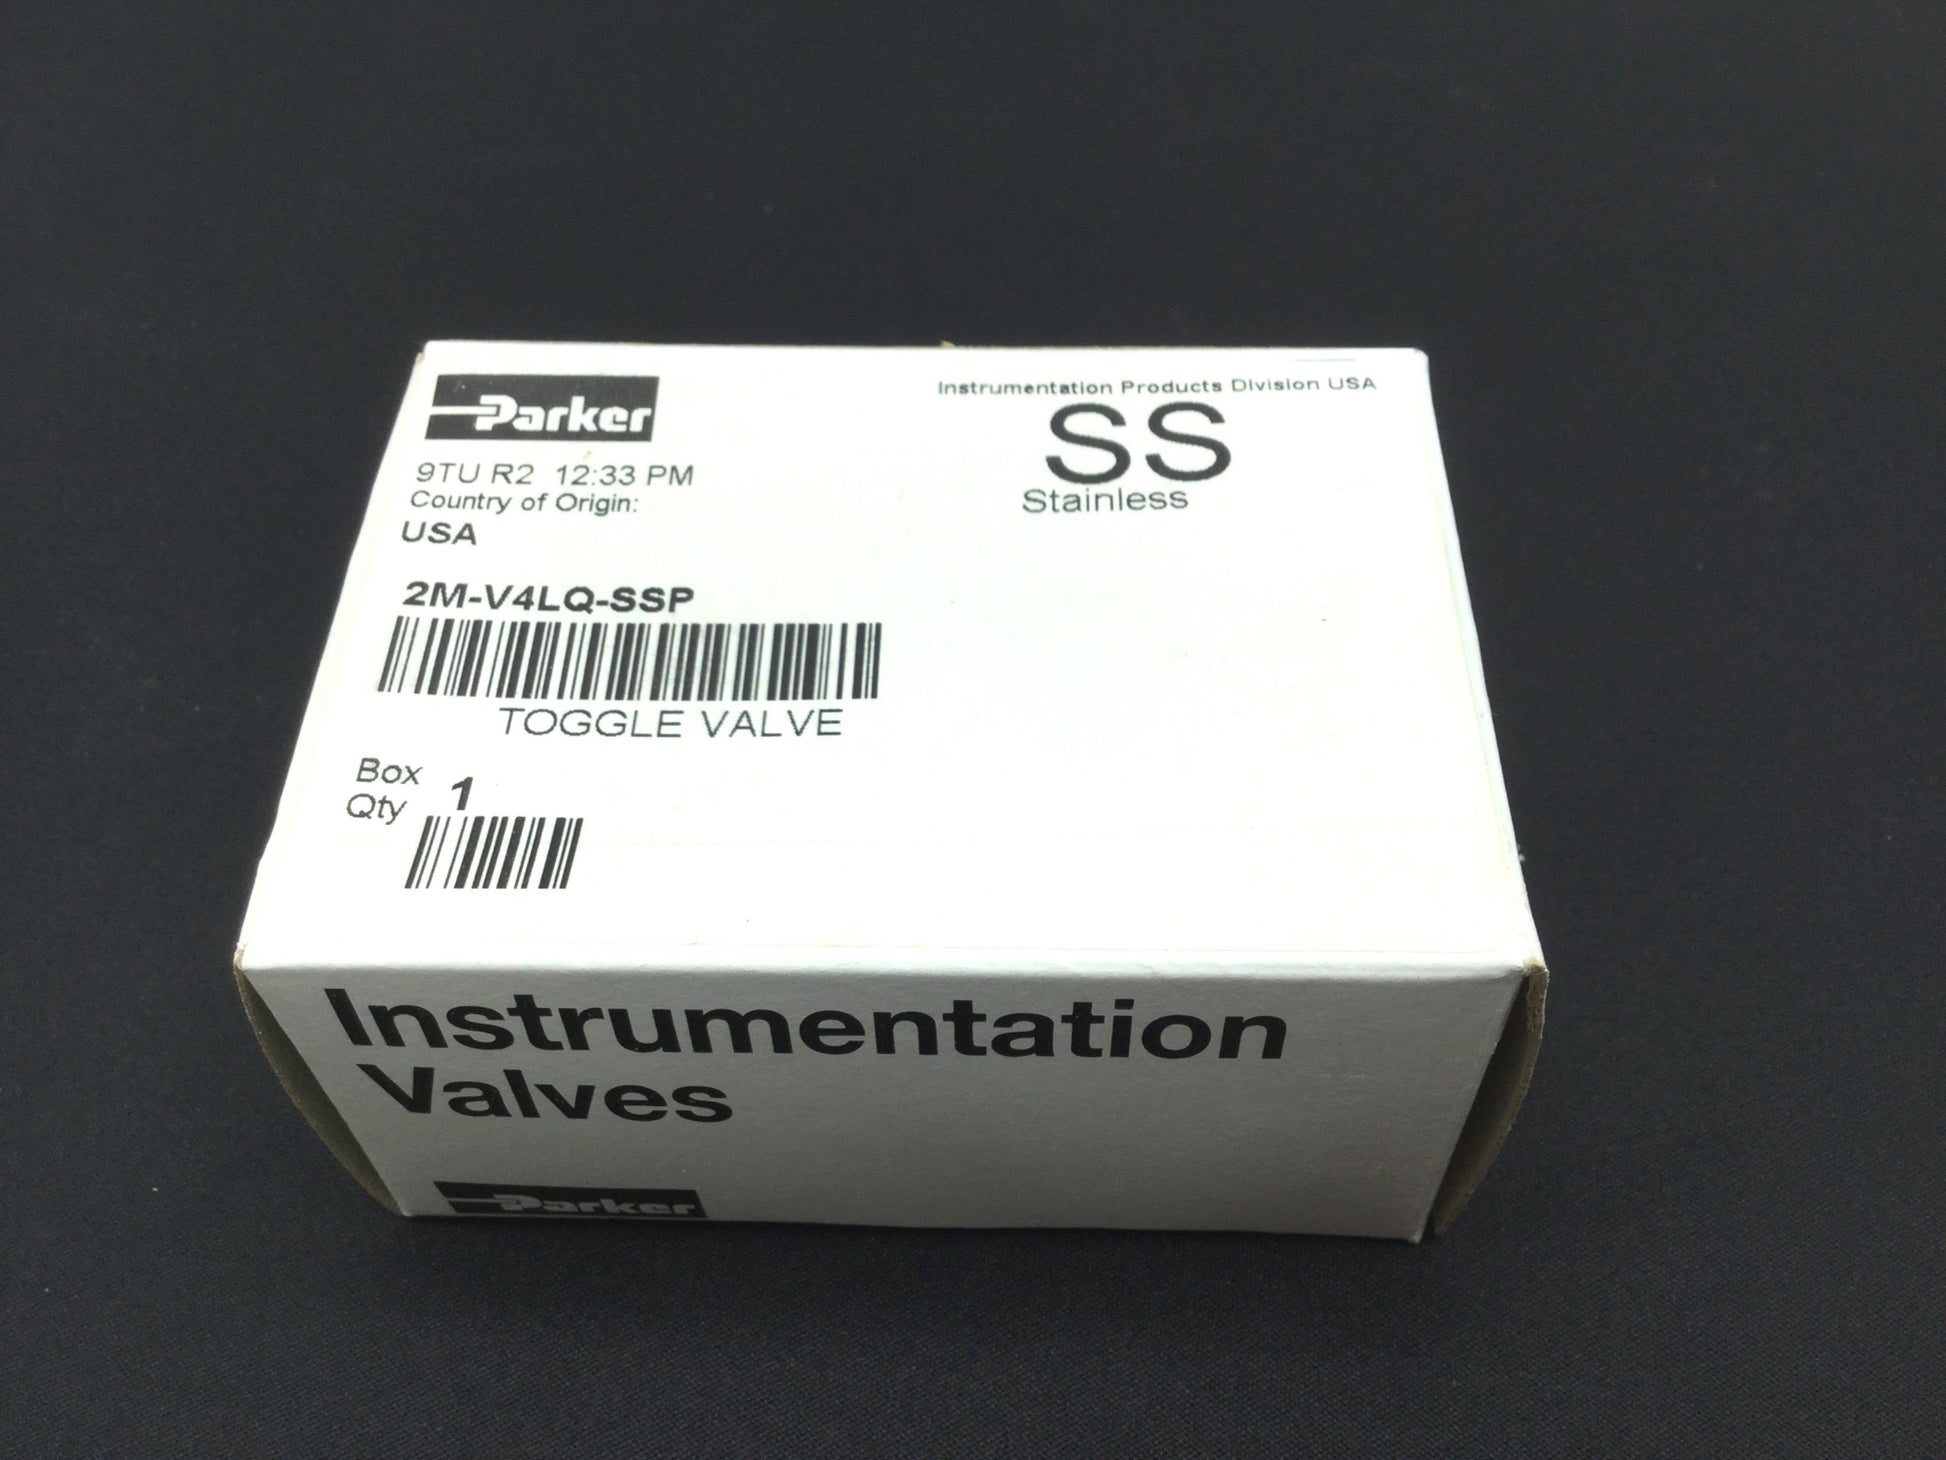 Parker
Instrumentation Products Division USA
SS
Stainless
9TU R2 12:33 PM
Country of Origin:
USA
2M-V4LQ-SSP
TOGGLE VALVE
Box
Qty
1
Instrumentation
Valves
Parker